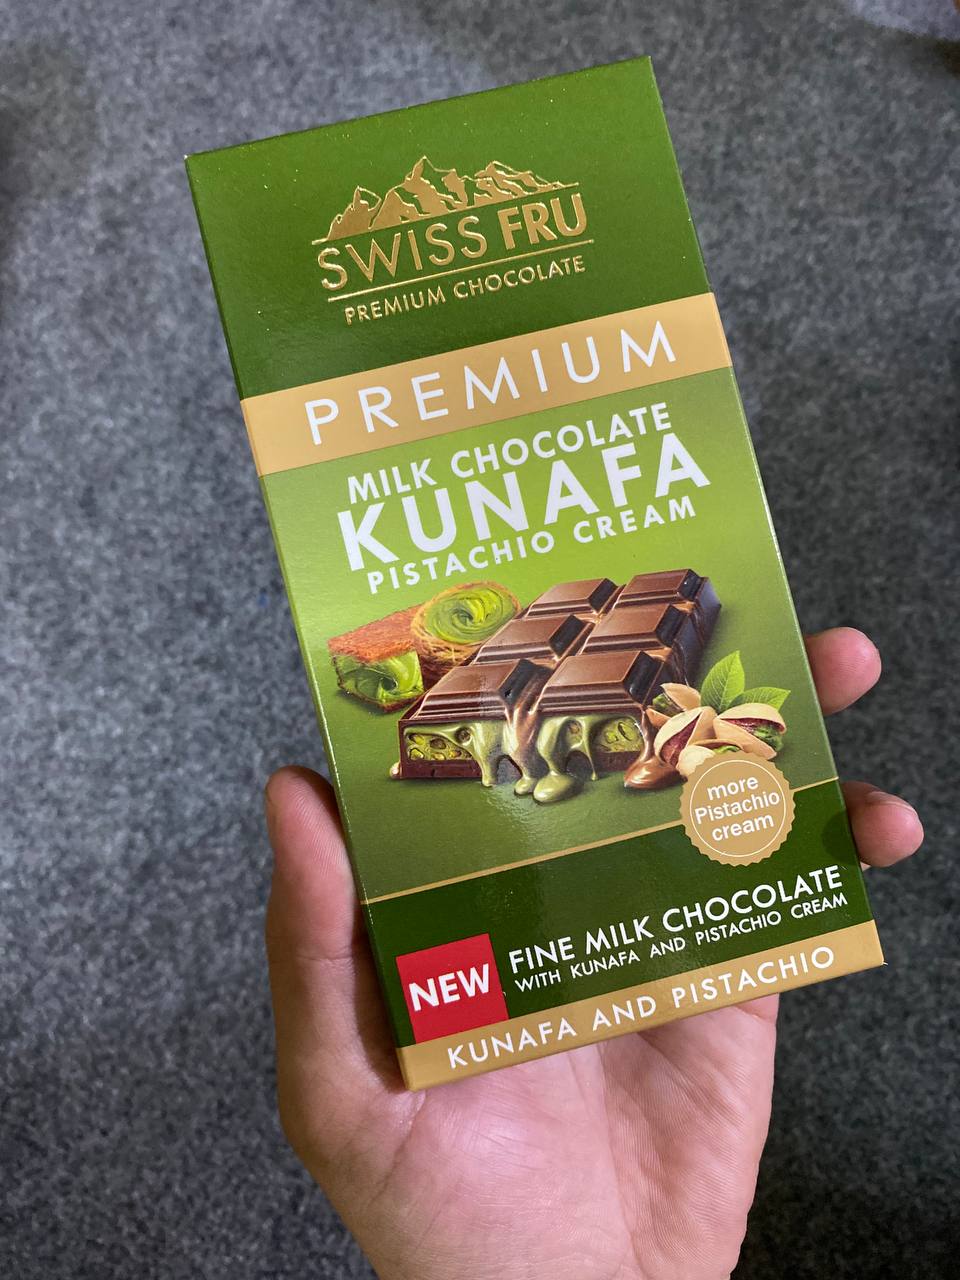 SWISS FRU
PREMIUM CHOCOLATE
PREMIUM
MILK CHOCOLATE
KUNAFA
PISTACHIO CREAM
more
Pistachio
cream
NEW
FINE MILK CHOCOLATE
WITH KUNAFA AND PISTACHIO CREAM
KUNAFA AND PISTACHIO